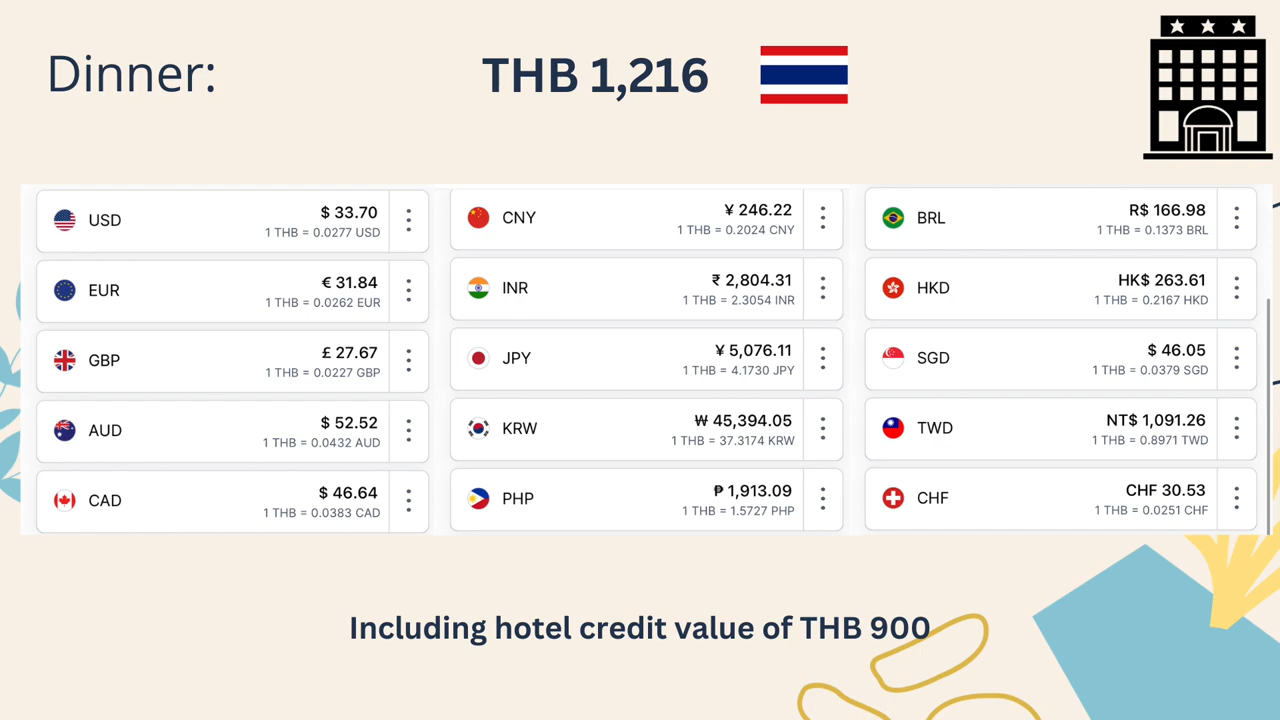 Dinner:
THB 1,216
USD
$ 33.70
1 THB = 0.0277 USD
EUR
€ 31.84
1 THB = 0.0262 EUR
GBP
£ 27.67
1 THB = 0.0227 GBP
AUD
$ 52.52
1 THB = 0.0432 AUD
CAD
$ 46.64
1 THB = 0.0383 CAD
CNY
¥ 246.22
1 THB = 0.2024 CNY
INR
₹ 2,804.31
1 THB = 2.3054 INR
JPY
¥ 5,076.11
1 THB = 4.1730 JPY
KRW
₩ 45,394.05
1 THB = 37.3174 KRW
PHP
₱ 1,913.09
1 THB = 1.5727 PHP
BRL
R$ 166.98
1 THB = 0.1373 BRL
HKD
HK$ 263.61
1 THB = 0.2167 HKD
SGD
$ 46.05
1 THB = 0.0379 SGD
TWD
NT$ 1,091.26
1 THB = 0.8971 TWD
CHF
CHF 30.53
1 THB = 0.0251 CHF
Including hotel credit value of THB 900